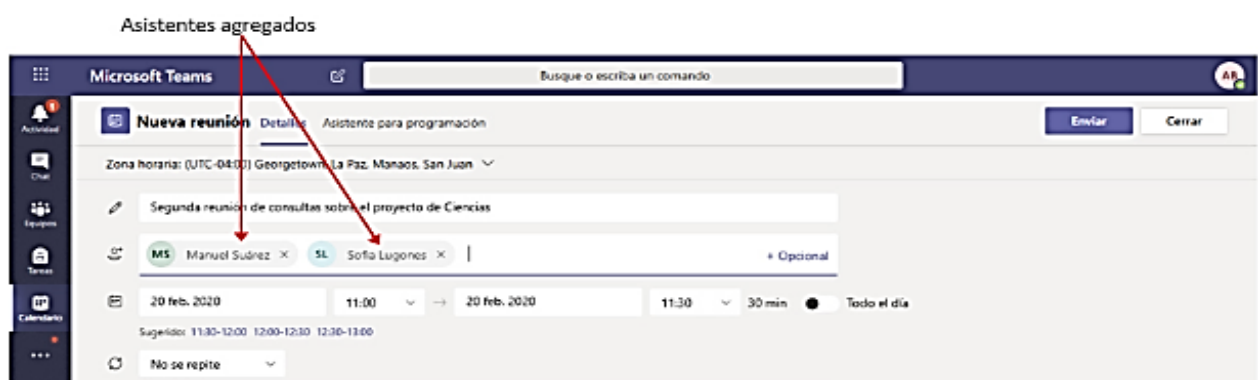 Asistentes agregados
Microsoft Teams
Busque o escriba un comando
AR
1
Actividad
Nueva reunión Detalles Asistente para programación
Enviar Cerrar
Chat
Zona horaria: (UTC-04:00) Georgetown, La Paz, Manaos, San Juan
Equipos
Segunda reunión de consultas sobre el proyecto de Ciencias
MS Manuel Suárez × SL Sofia Lugones × + Opcional
Tareas
20 feb. 2020 11:00 → 20 feb. 2020 11:30 30 min Todo el día
Calendario
Sugerido: 11:30-12:00 12:00-12:30 12:30-13:00
No se repite